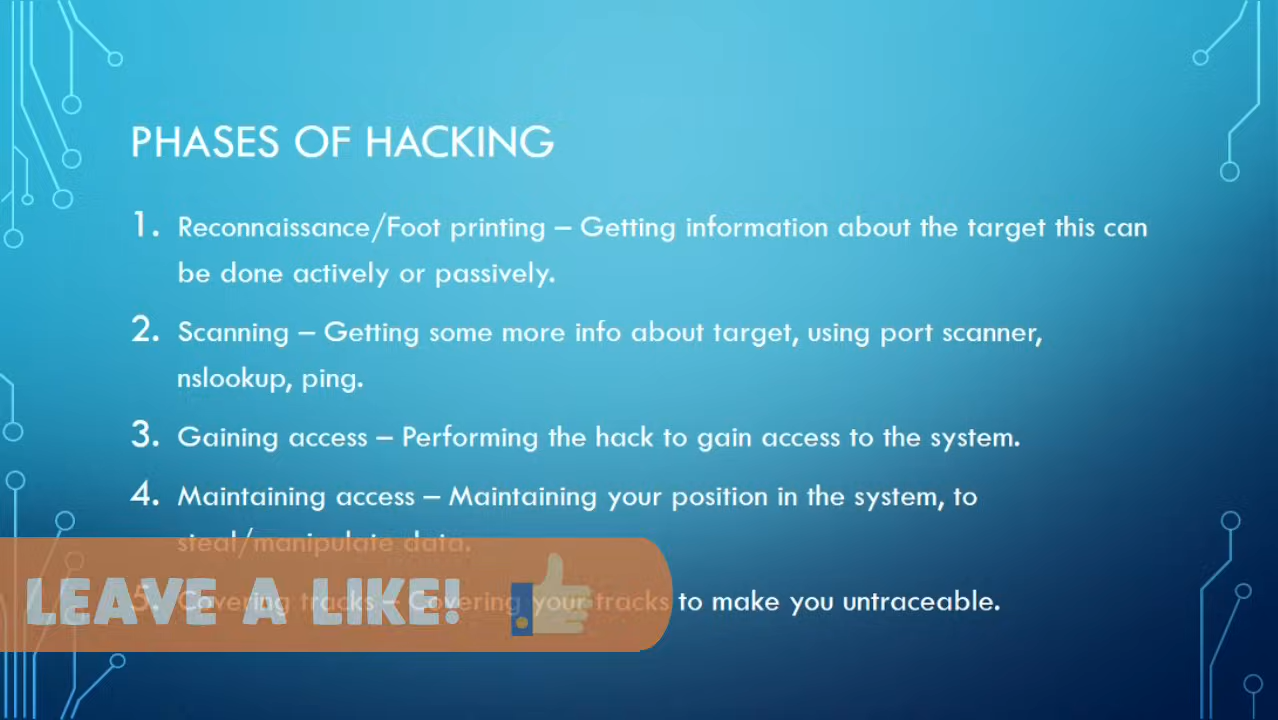 PHASES OF HACKING
1. Reconnaissance/Foot printing – Getting information about the target this can
be done actively or passively.
2. Scanning – Getting some more info about target, using port scanner,
nslookup, ping.
3. Gaining access – Performing the hack to gain access to the system.
4. Maintaining access – Maintaining your position in the system, to
steal/manipulate data.
5. Covering tracks – Covering your tracks to make you untraceable.
LEAVE A LIKE!